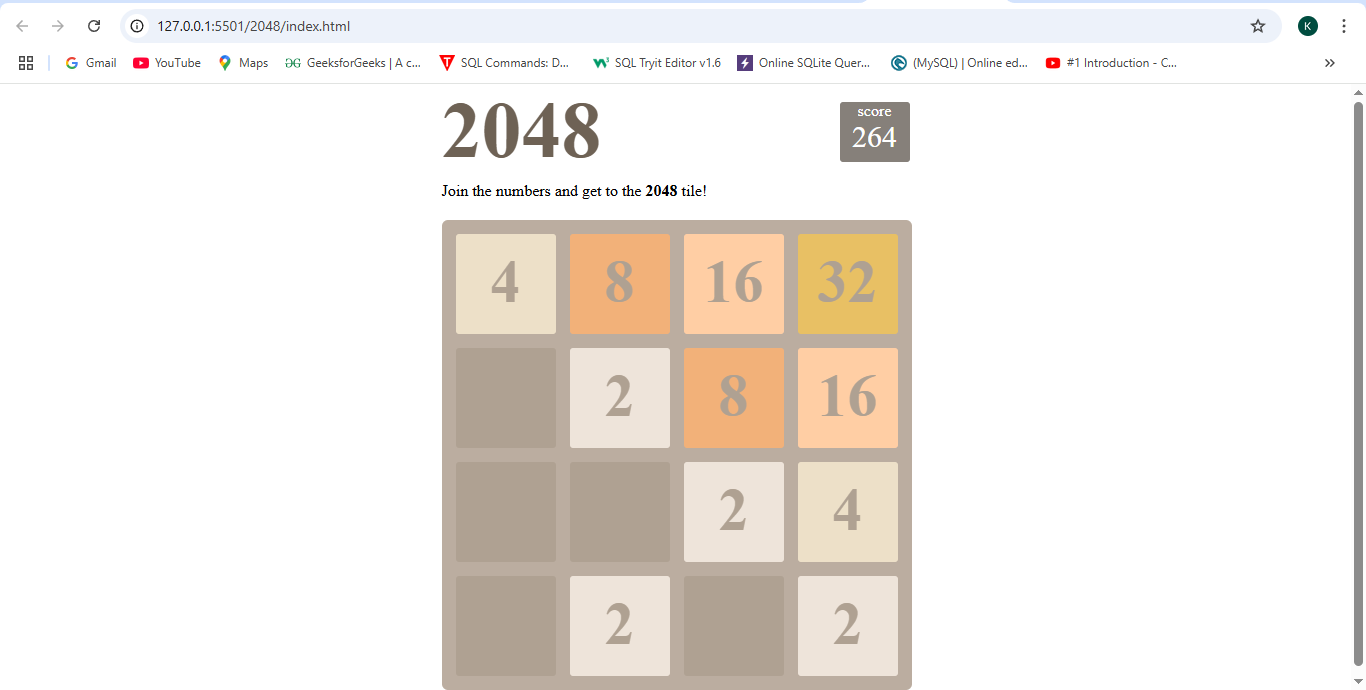 127.0.0.1:5501/2048/index.html
K
Gmail YouTube Maps GeeksforGeeks | A c... SQL Commands: D... SQL Tryit Editor v1.6 Online SQLite Quer... (MySQL) | Online ed... #1 Introduction - C...
2048
score
264
Join the numbers and get to the 2048 tile!
4 8 16 32
2 8 16
2 4
2 2